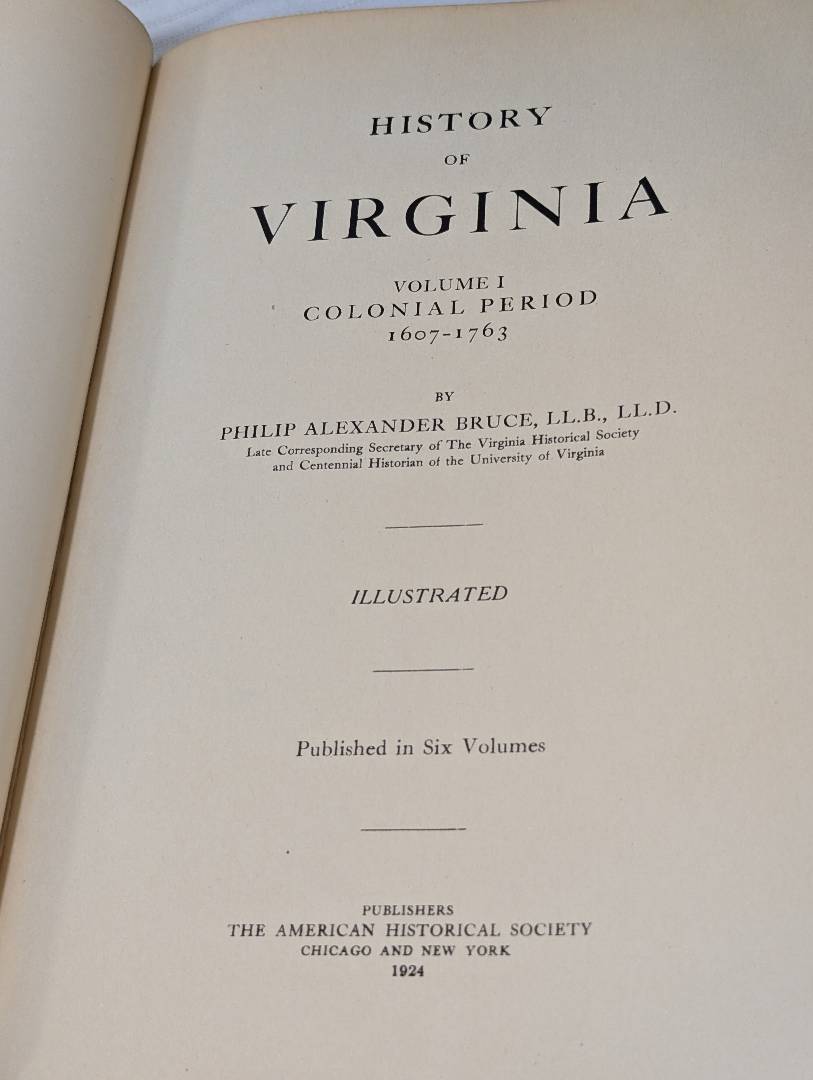 HISTORY
OF
VIRGINIA
VOLUME I
COLONIAL PERIOD
1607-1763
BY
PHILIP ALEXANDER BRUCE, LL.B., LL.D.
Late Corresponding Secretary of The Virginia Historical Society
and Centennial Historian of the University of Virginia
ILLUSTRATED
Published in Six Volumes
PUBLISHERS
THE AMERICAN HISTORICAL SOCIETY
CHICAGO AND NEW YORK
1924